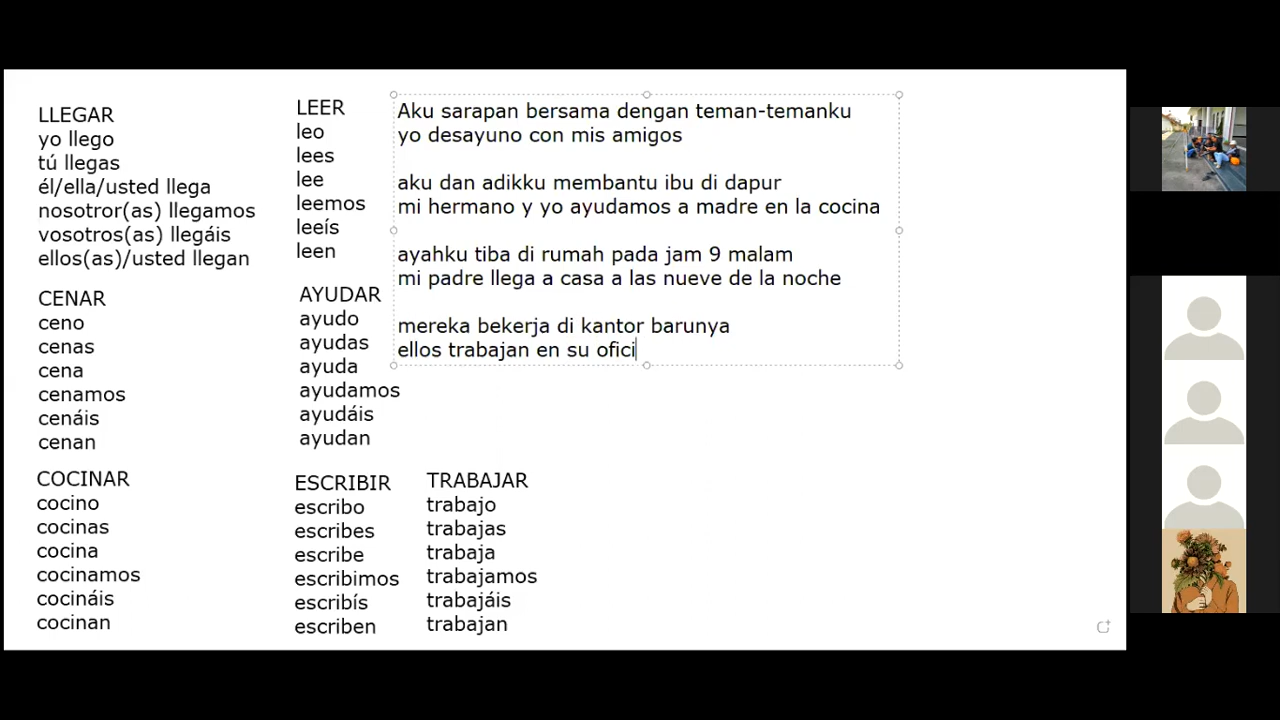 LLEGAR
yo llego
tú llegas
él/ella/usted llega
nosotror(as) llegamos
vosotros(as) llegáis
ellos(as)/usted llegan
CENAR
ceno
cenas
cena
cenamos
cenáis
cenan
COCINAR
cocino
cocinas
cocina
cocinamos
cocináis
cocinan
LEER
leo
lees
lee
leemos
leeís
leen
AYUDAR
ayudo
ayudas
ayuda
ayudamos
ayudáis
ayudan
ESCRIBIR
escribo
escribes
escribe
escribimos
escribís
escriben
TRABAJAR
trabajo
trabajas
trabaja
trabajamos
trabajáis
trabajan
Aku sarapan bersama dengan teman-temanku
yo desayuno con mis amigos
aku dan adikku membantu ibu di dapur
mi hermano y yo ayudamos a madre en la cocina
ayahku tiba di rumah pada jam 9 malam
mi padre llega a casa a las nueve de la noche
mereka bekerja di kantor barunya
ellos trabajan en su ofici